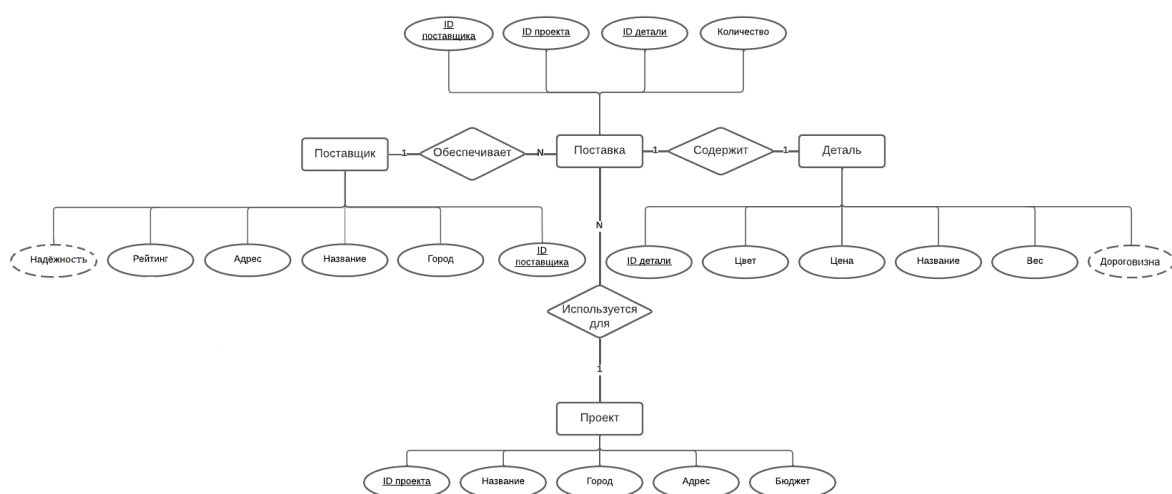 ID
поставщика
ID проекта
ID детали
Количество
Поставщик
1
Обеспечивает
N
Поставка
1
Содержит
1
Деталь
N
Надёжность
Рейтинг
Адрес
Название
Город
ID
поставщика
ID детали
Цвет
Цена
Название
Вес
Дороговизна
Используется
для
1
Проект
ID проекта
Название
Город
Адрес
Бюджет